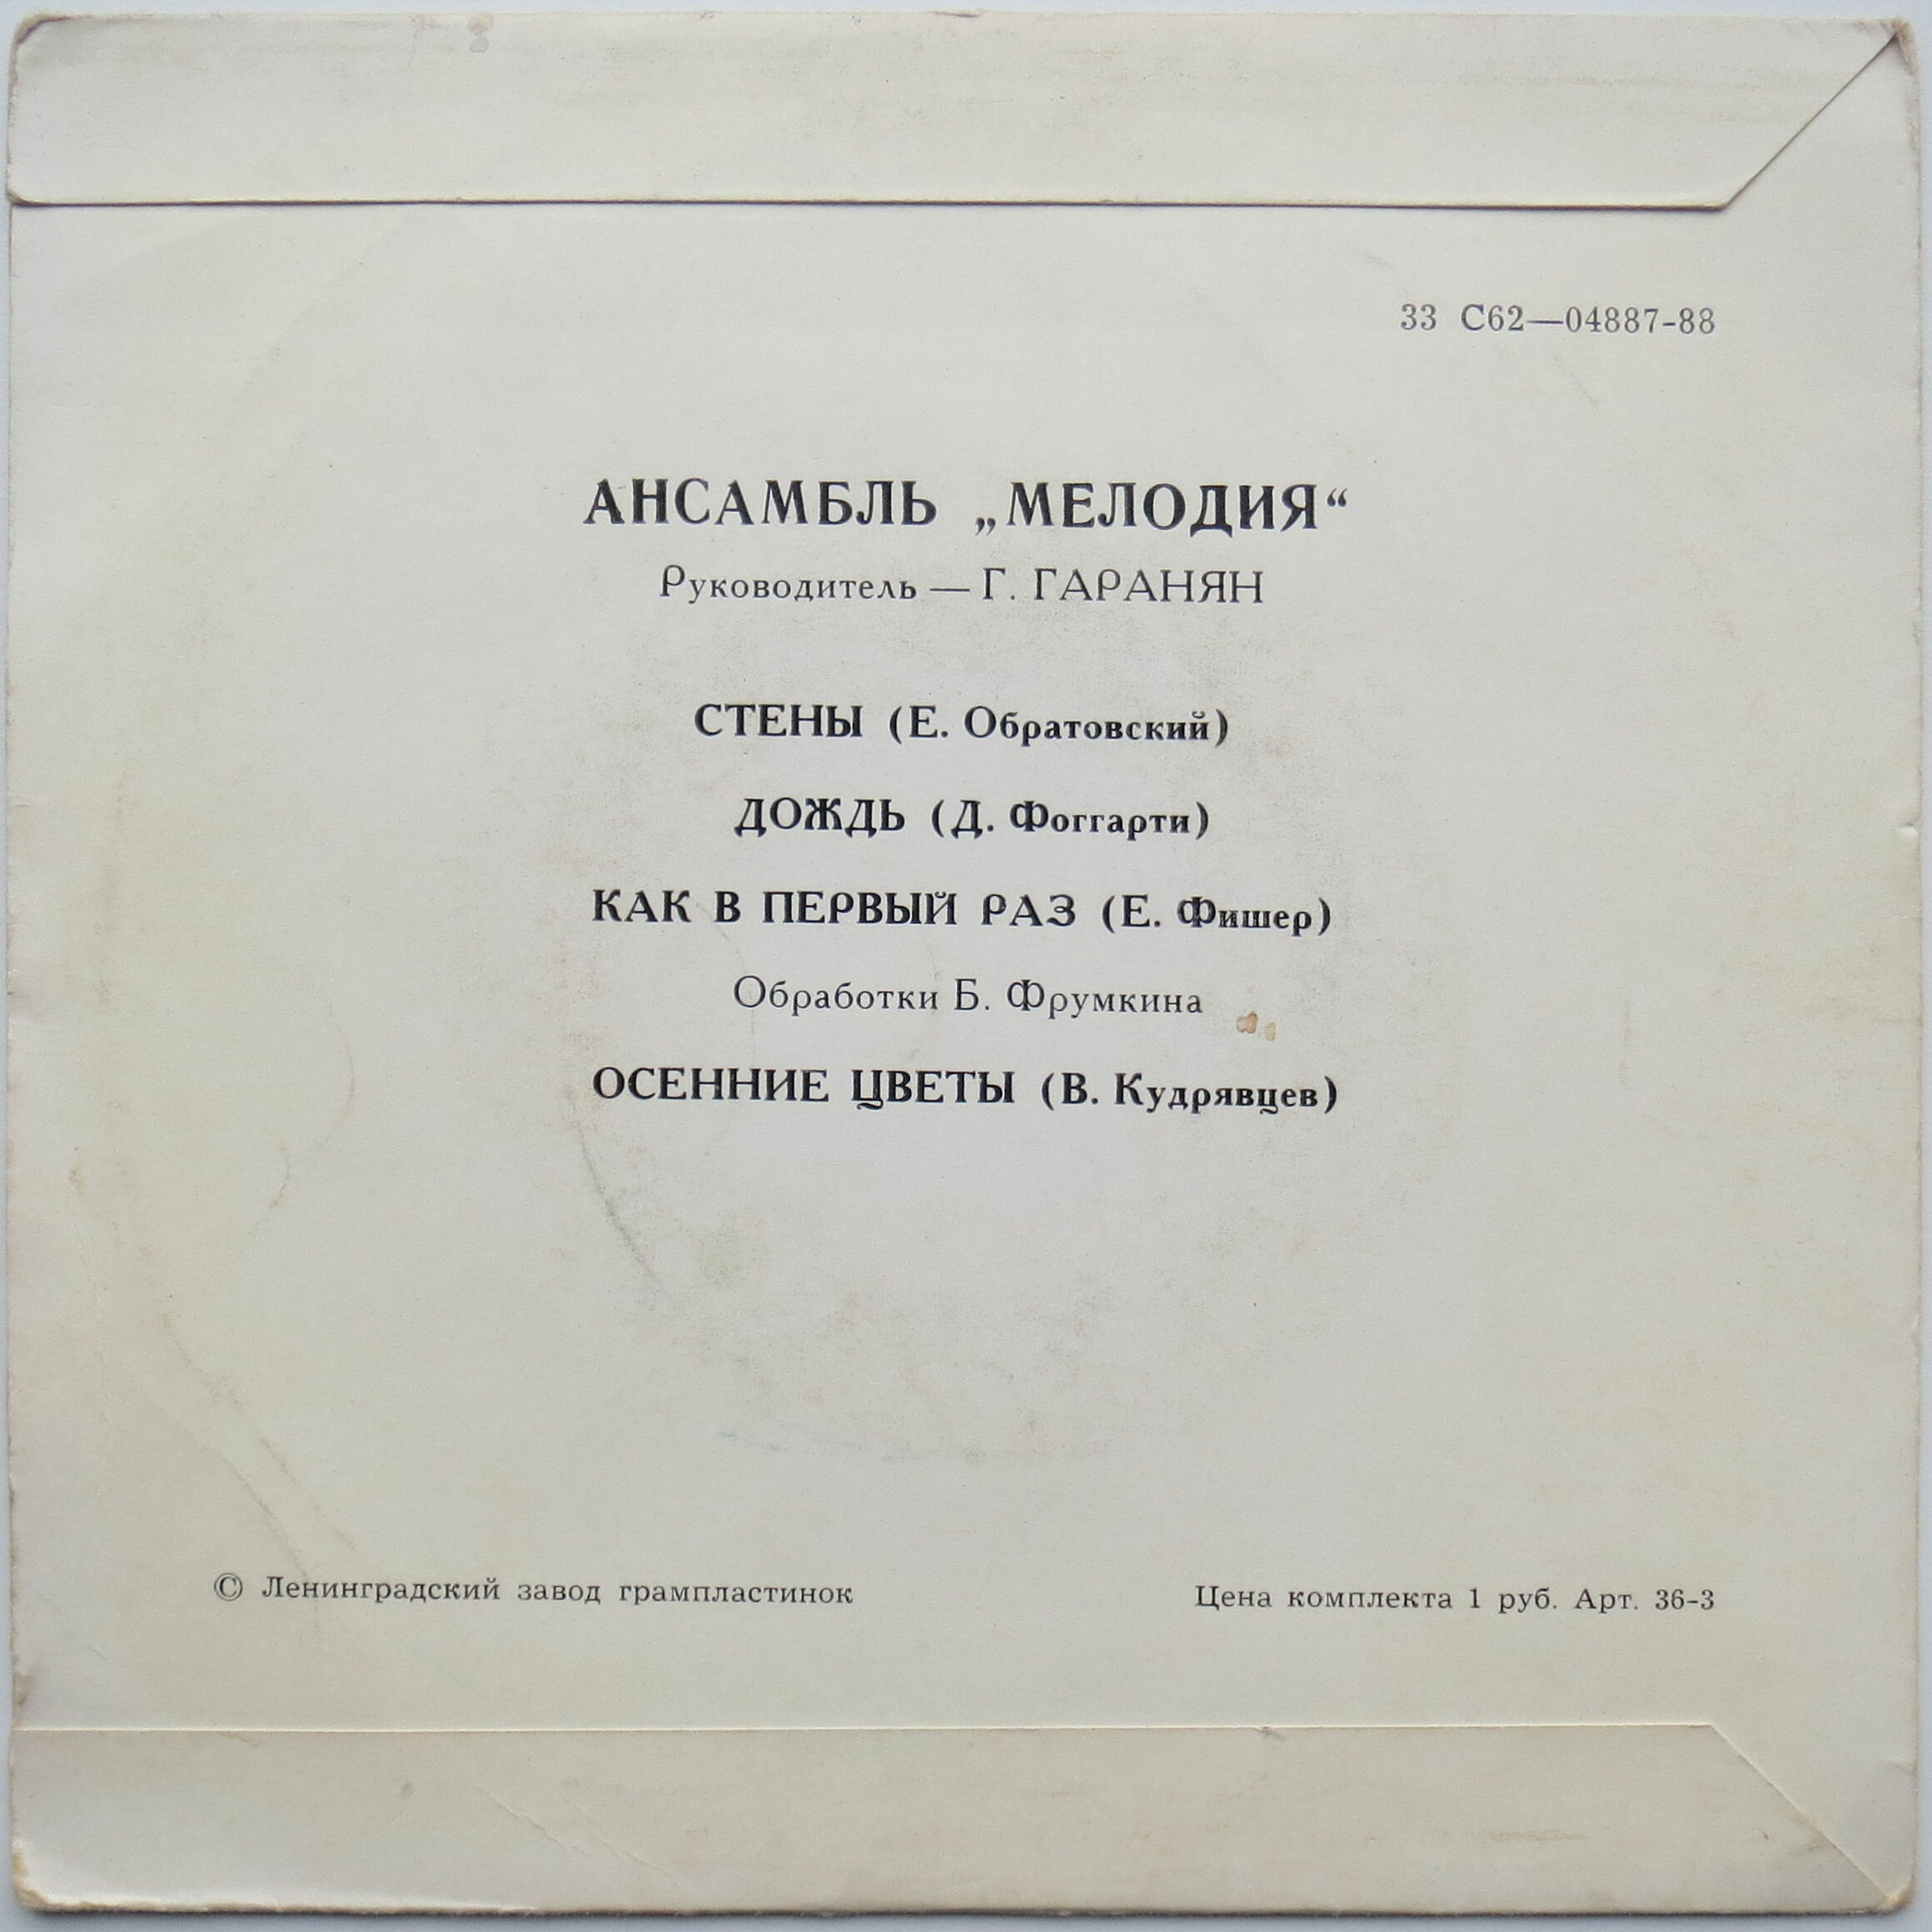 33 С62—04887-88
АНСАМБЛЬ „МЕЛОДИЯ“
Руководитель — Г. ГАРАНЯН
СТЕНЫ (Е. Обратовский)
ДОЖДЬ (Д. Фоггарти)
КАК В ПЕРВЫЙ РАЗ (Е. Фишер)
Обработки Б. Фрумкина
ОСЕННИЕ ЦВЕТЫ (В. Кудрявцев)
© Ленинградский завод грампластинок
Цена комплекта 1 руб. Арт. 36-3